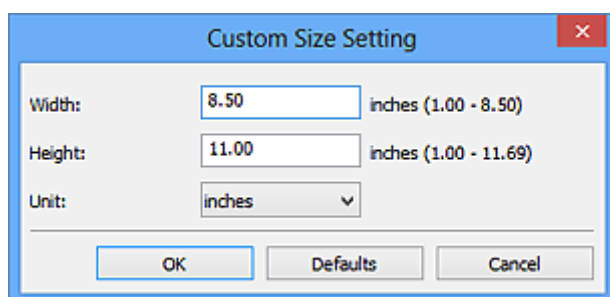 Custom Size Setting
Width: 8.50 inches (1.00 - 8.50)
Height: 11.00 inches (1.00 - 11.69)
Unit: inches
OK Defaults Cancel